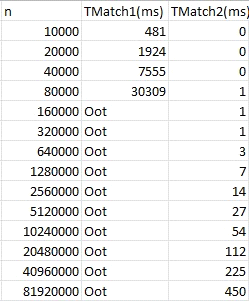 n TMatch1(ms) TMatch2(ms)
10000 481 0
20000 1924 0
40000 7555 0
80000 30309 1
160000 Oot 1
320000 Oot 1
640000 Oot 3
1280000 Oot 7
2560000 Oot 14
5120000 Oot 27
10240000 Oot 54
20480000 Oot 112
40960000 Oot 225
81920000 Oot 450